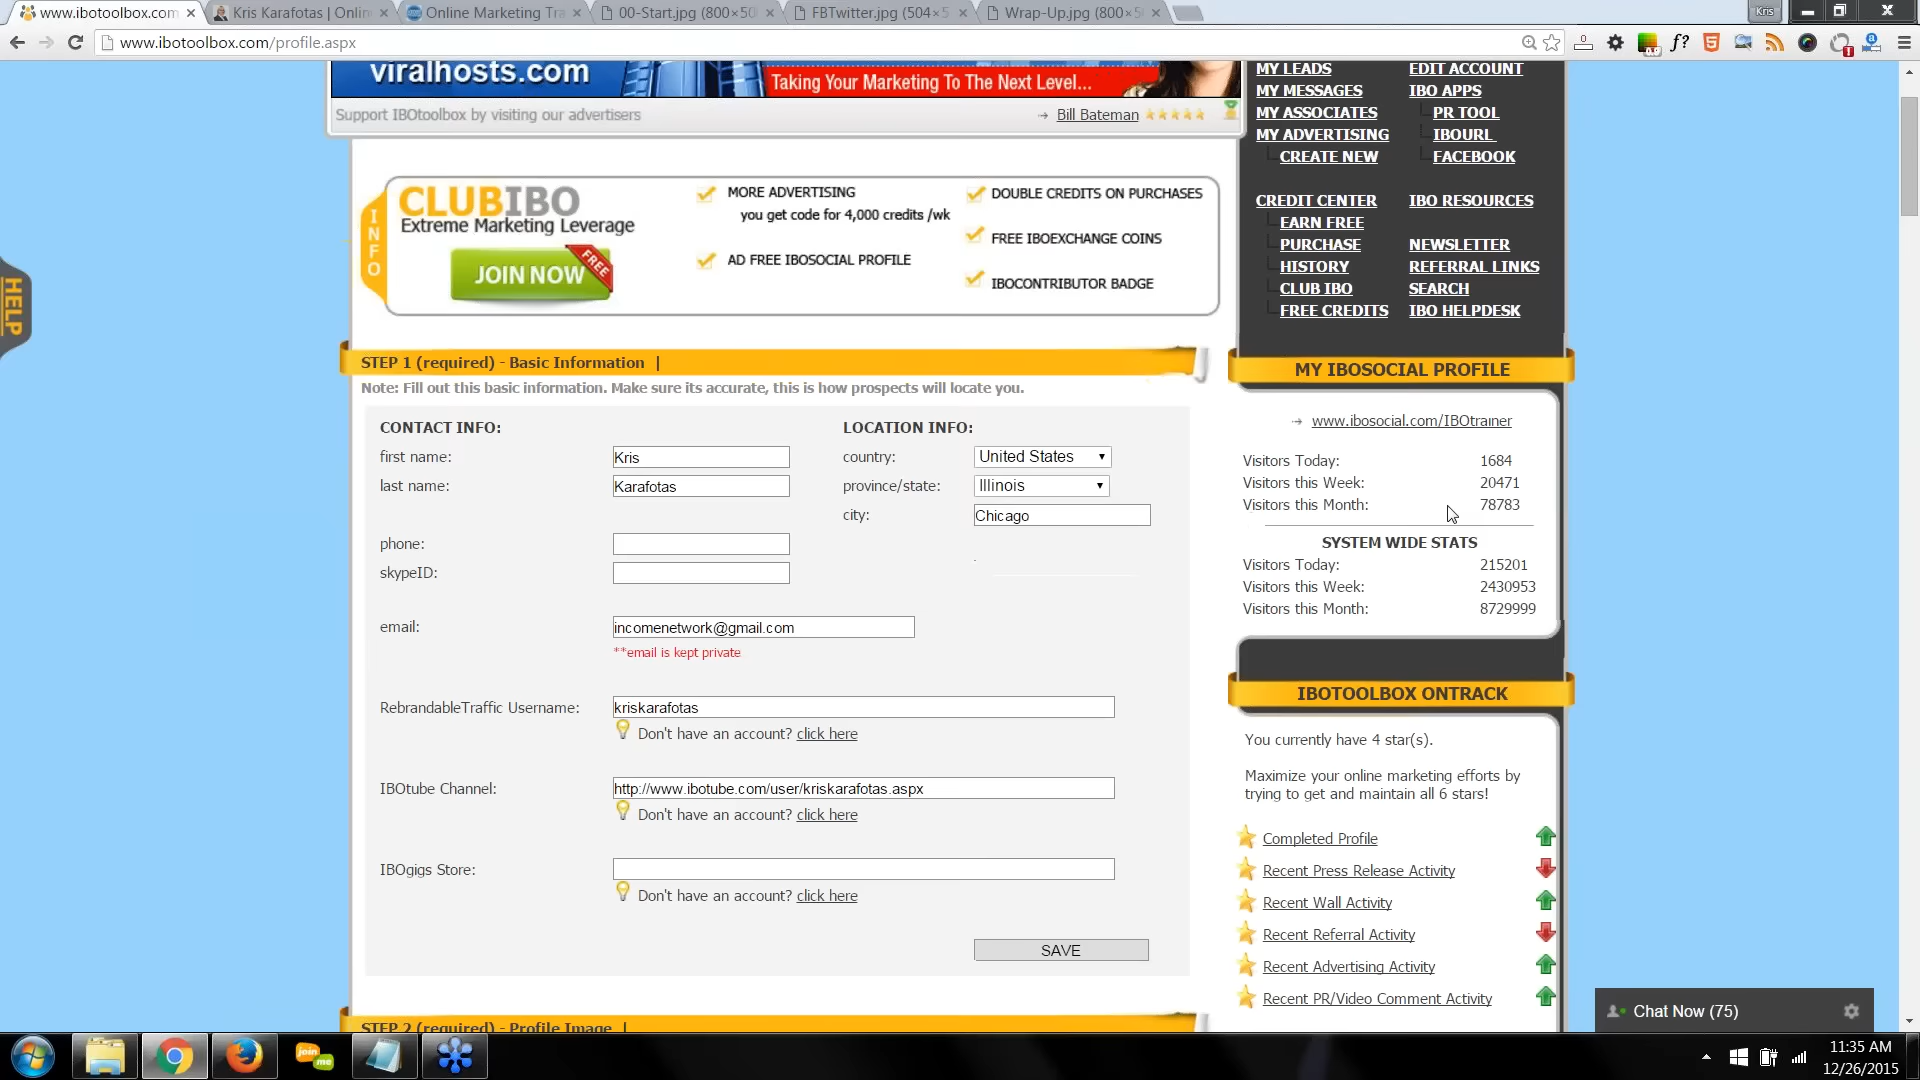 www.ibotoolbox.com
Kris Karafotas | Onlin
Online Marketing Tra
00-Start.jpg (800×50
FBTwitter.jpg (504×5
Wrap-Up.jpg (800×5
Kris
www.ibotoolbox.com/profile.aspx
viralhosts.com
Taking Your Marketing To The Next Level...
Support IBOtoolbox by visiting our advertisers
Bill Bateman
INFO
CLUBIBO
Extreme Marketing Leverage
JOIN NOW
FREE
MORE ADVERTISING
you get code for 4,000 credits /wk
AD FREE IBOSOCIAL PROFILE
DOUBLE CREDITS ON PURCHASES
FREE IBOEXCHANGE COINS
IBOCONTRIBUTOR BADGE
HELP
MY LEADS
MY MESSAGES
MY ASSOCIATES
MY ADVERTISING
CREATE NEW
EDIT ACCOUNT
IBO APPS
PR TOOL
IBOURL
FACEBOOK
CREDIT CENTER
EARN FREE
PURCHASE
HISTORY
CLUB IBO
FREE CREDITS
IBO RESOURCES
NEWSLETTER
REFERRAL LINKS
SEARCH
IBO HELPDESK
STEP 1 (required) - Basic Information |
Note: Fill out this basic information. Make sure its accurate, this is how prospects will locate you.
CONTACT INFO:
first name: Kris
last name: Karafotas
phone:
skypeID:
email: incomenetwork@gmail.com
**email is kept private
LOCATION INFO:
country: United States
province/state: Illinois
city: Chicago
RebrandableTraffic Username: kriskarafotas
Don't have an account? click here
IBOtube Channel: http://www.ibotube.com/user/kriskarafotas.aspx
Don't have an account? click here
IBOgigs Store:
Don't have an account? click here
SAVE
STEP 2 (required) - Profile Image |
MY IBOSOCIAL PROFILE
www.ibosocial.com/IBOtrainer
Visitors Today: 1684
Visitors this Week: 20471
Visitors this Month: 78783
SYSTEM WIDE STATS
Visitors Today: 215201
Visitors this Week: 2430953
Visitors this Month: 8729999
IBOTOOLBOX ONTRACK
You currently have 4 star(s).
Maximize your online marketing efforts by
trying to get and maintain all 6 stars!
Completed Profile
Recent Press Release Activity
Recent Wall Activity
Recent Referral Activity
Recent Advertising Activity
Recent PR/Video Comment Activity
Chat Now (75)
join
me
11:35 AM
12/26/2015